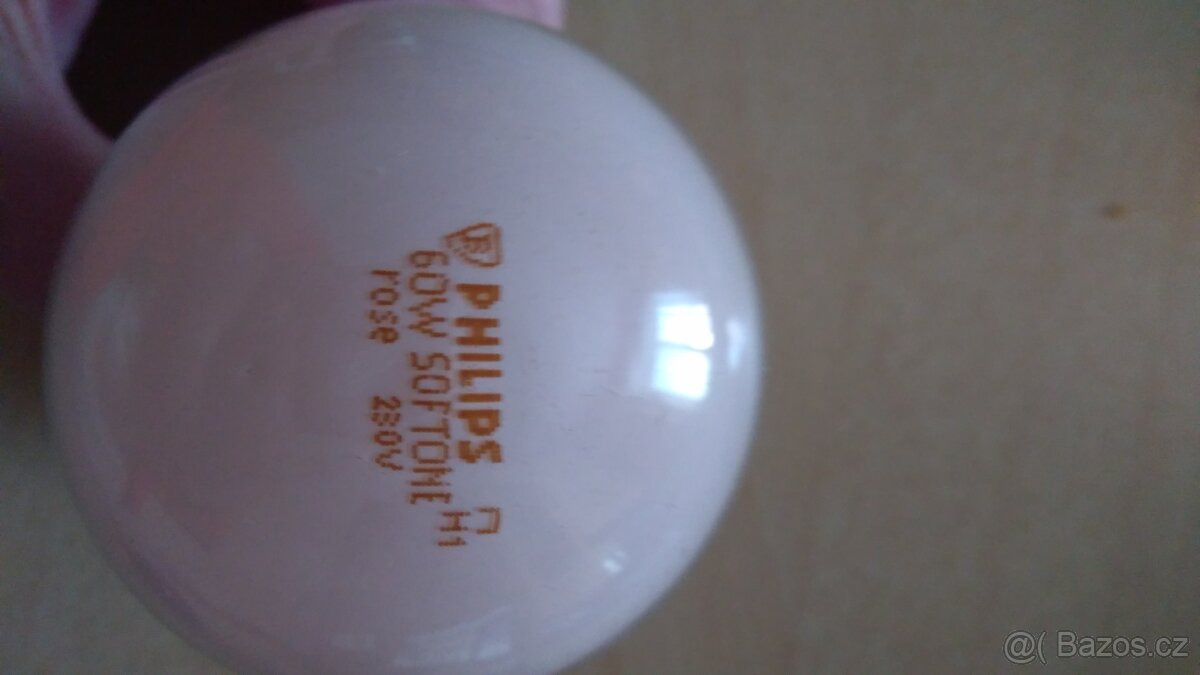 PHILIPS
60W SOFTONE H1
rose 230V
@( Bazos.cz